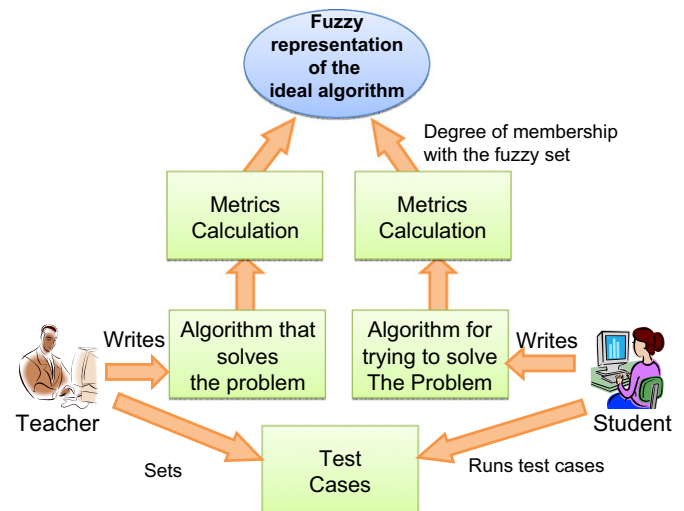 Fuzzy
representation
of the
ideal algorithm
Degree of membership
with the fuzzy set
Metrics
Calculation
Metrics
Calculation
Writes
Algorithm that
solves
the problem
Algorithm for
trying to solve
The Problem
Writes
Teacher
Student
Sets
Test
Cases
Runs test cases